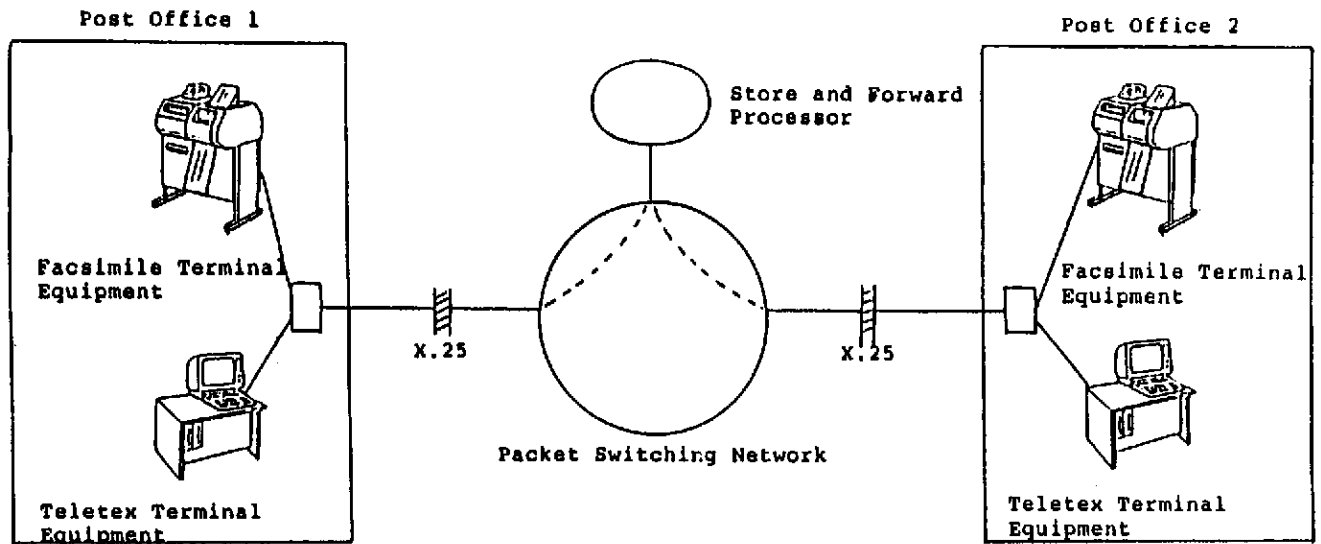 Post Office 1
Post Office 2
Store and Forward
Processor
Facsimile Terminal
Equipment
Facsimile Terminal
Equipment
X.25
X.25
Packet Switching Network
Teletex Terminal
Equipment
Teletex Terminal
Equipment